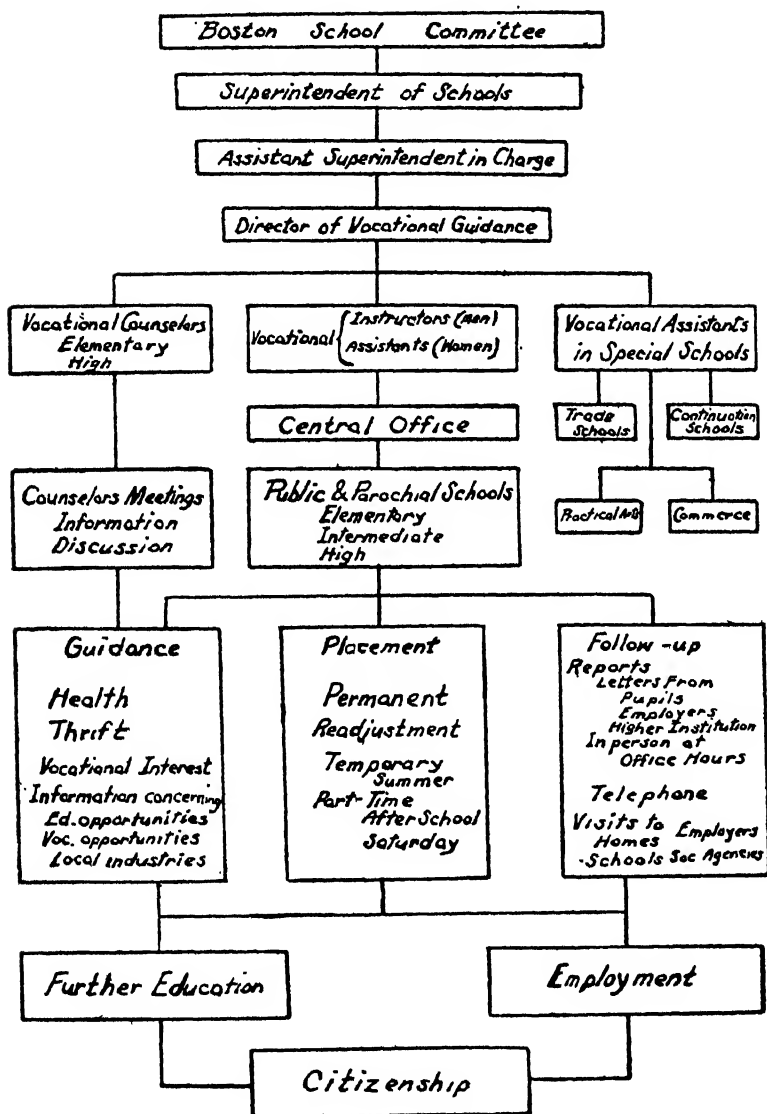 Boston School Committee
Superintendent of Schools
Assistant Superintendent in Charge
Director of Vocational Guidance
Vocational Counselors
Elementary
High
Vocational { Instructors (Men)
Assistants (Women)
Vocational Assistants
in Special Schools
Trade
Schools
Continuation
Schools
Practical Arts
Commerce
Central Office
Counselors Meetings
Information
Discussion
Public & Parochial Schools
Elementary
Intermediate
High
Guidance
Health
Thrift
Vocational Interest
Information concerning
Ed. opportunities
Voc. opportunities
Local industries
Placement
Permanent
Readjustment
Temporary
Summer
Part-Time
After School
Saturday
Follow-up
Reports
Letters From
Pupils
Employers
Higher Institution
In person at
Office Hours
Telephone
Visits to Employers
Homes
Schools Soc Agencies
Further Education
Employment
Citizenship